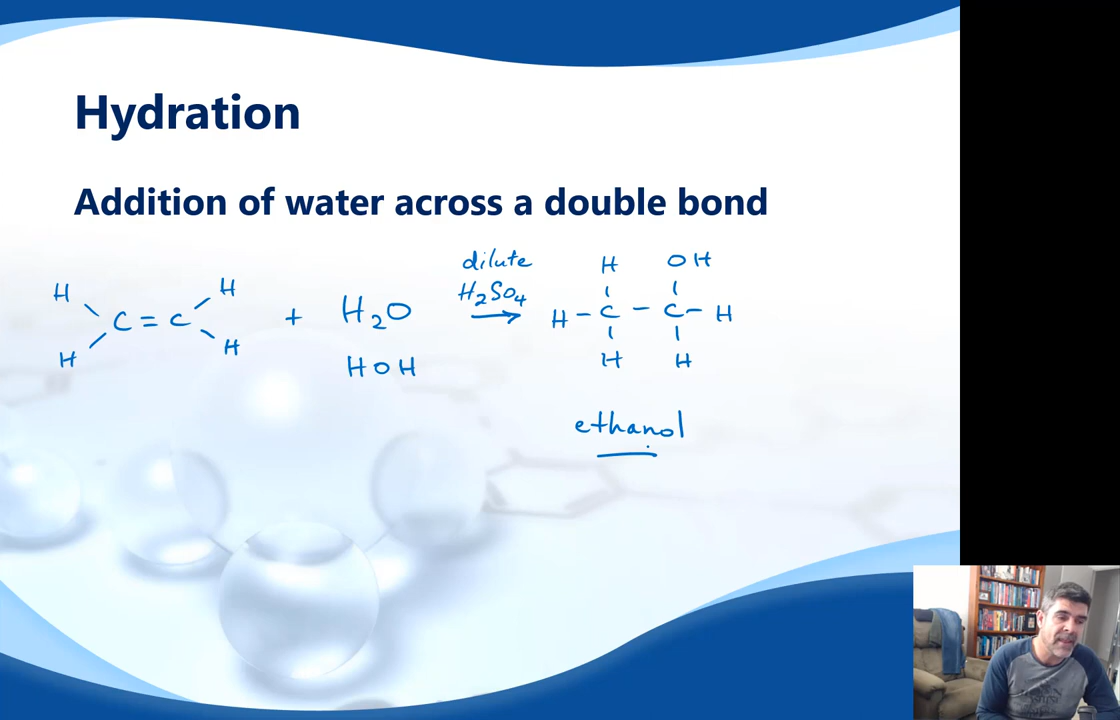 Hydration
Addition of water across a double bond
dilute
H₂SO₄
H H
C = C
H H
+ H₂O
HOH
H OH
H - C - C - H
H H
ethanol